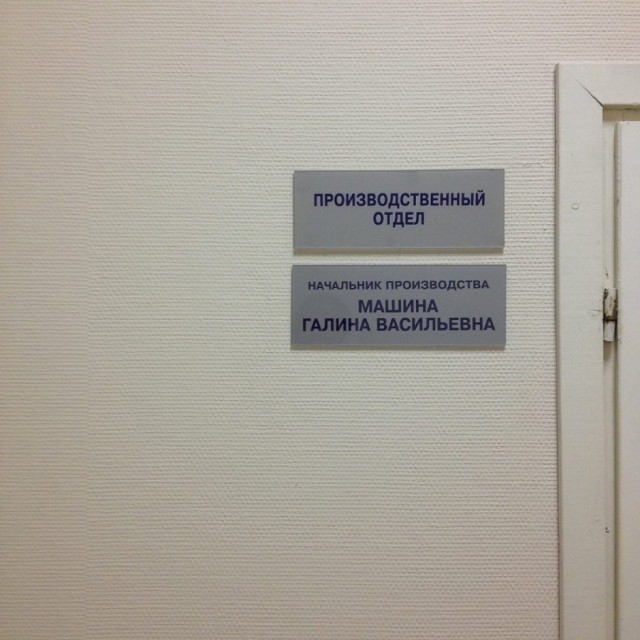 ПРОИЗВОДСТВЕННЫЙ
ОТДЕЛ
НАЧАЛЬНИК ПРОИЗВОДСТВА
МАШИНА
ГАЛИНА ВАСИЛЬЕВНА